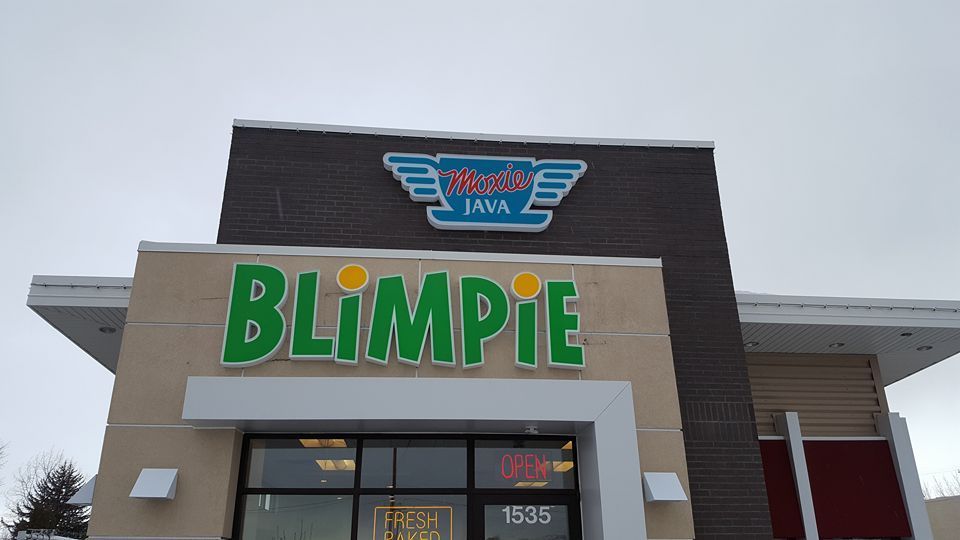 Moxie
JAVA
BLiMPiE
OPEN
1535
FRESH
BAKED